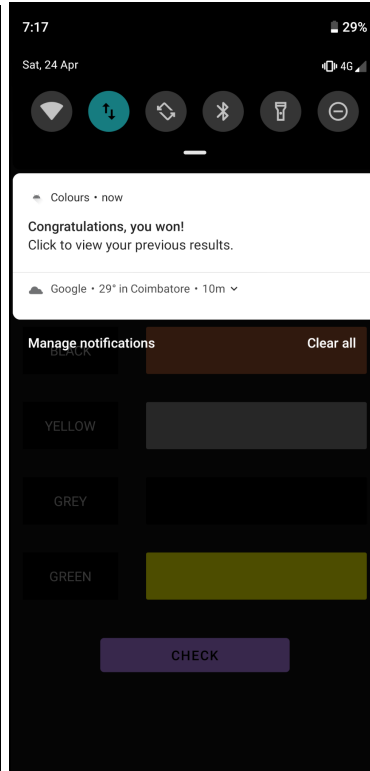 7:17 29%
Sat, 24 Apr 4G
Colours • now
Congratulations, you won!
Click to view your previous results.
Google • 29° in Coimbatore • 10m
Manage notifications Clear all
BLACK
YELLOW
GREY
GREEN
CHECK